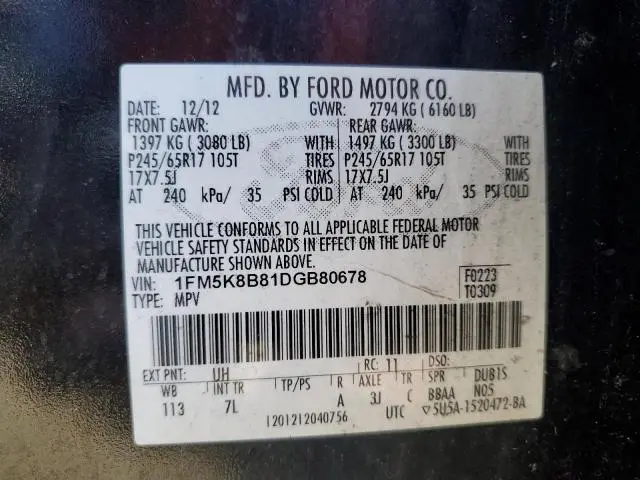 MFD. BY FORD MOTOR CO.
DATE: 12/12 GVWR: 2794 KG ( 6160 LB)
FRONT GAWR: REAR GAWR:
1397 KG ( 3080 LB) WITH 1497 KG ( 3300 LB) WITH
P245/65R17 105T TIRES P245/65R17 105T TIRES
17X7.5J RIMS 17X7.5J RIMS
AT 240 kPa/ 35 PSI COLD AT 240 kPa/ 35 PSI COLD
THIS VEHICLE CONFORMS TO ALL APPLICABLE FEDERAL MOTOR
VEHICLE SAFETY STANDARDS IN EFFECT ON THE DATE OF
MANUFACTURE SHOWN ABOVE.
VIN: 1FM5K8B81DGB80678 F0223
TYPE: MPV T0309
EXT PNT: UH RC: 11 DSO:
WB INT TR TP/PS R AXLE TR SPR DUBIS
113 7L A 3J C BBAA N05
1201212040756 UTC ▽5U5A-1520472-BA